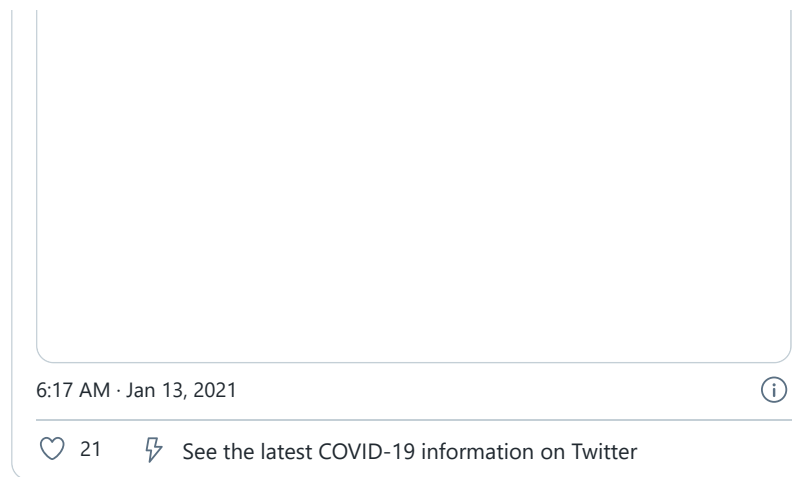 6:17 AM · Jan 13, 2021
21 See the latest COVID-19 information on Twitter